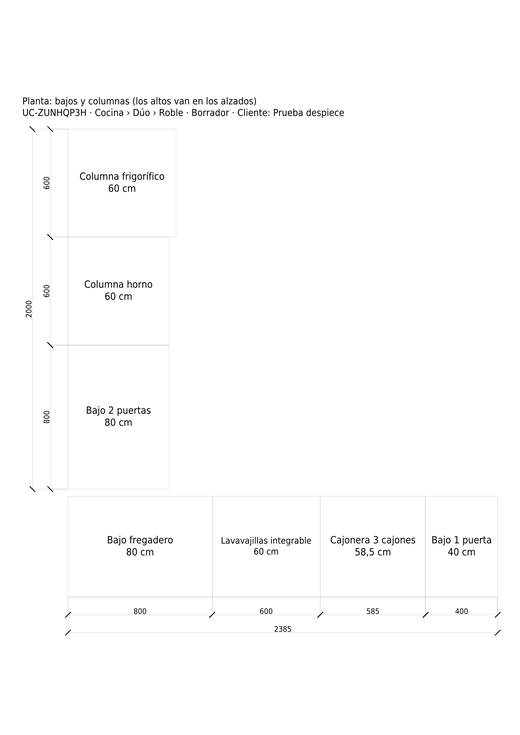 Planta: bajos y columnas (los altos van en los alzados)
UC-ZUNHQP3H · Cocina › Dúo › Roble · Borrador · Cliente: Prueba despiece
600
Columna frigorífico
60 cm
600
Columna horno
60 cm
2000
800
Bajo 2 puertas
80 cm
Bajo fregadero
80 cm
Lavavajillas integrable
60 cm
Cajonera 3 cajones
58,5 cm
Bajo 1 puerta
40 cm
800
600
585
400
2385